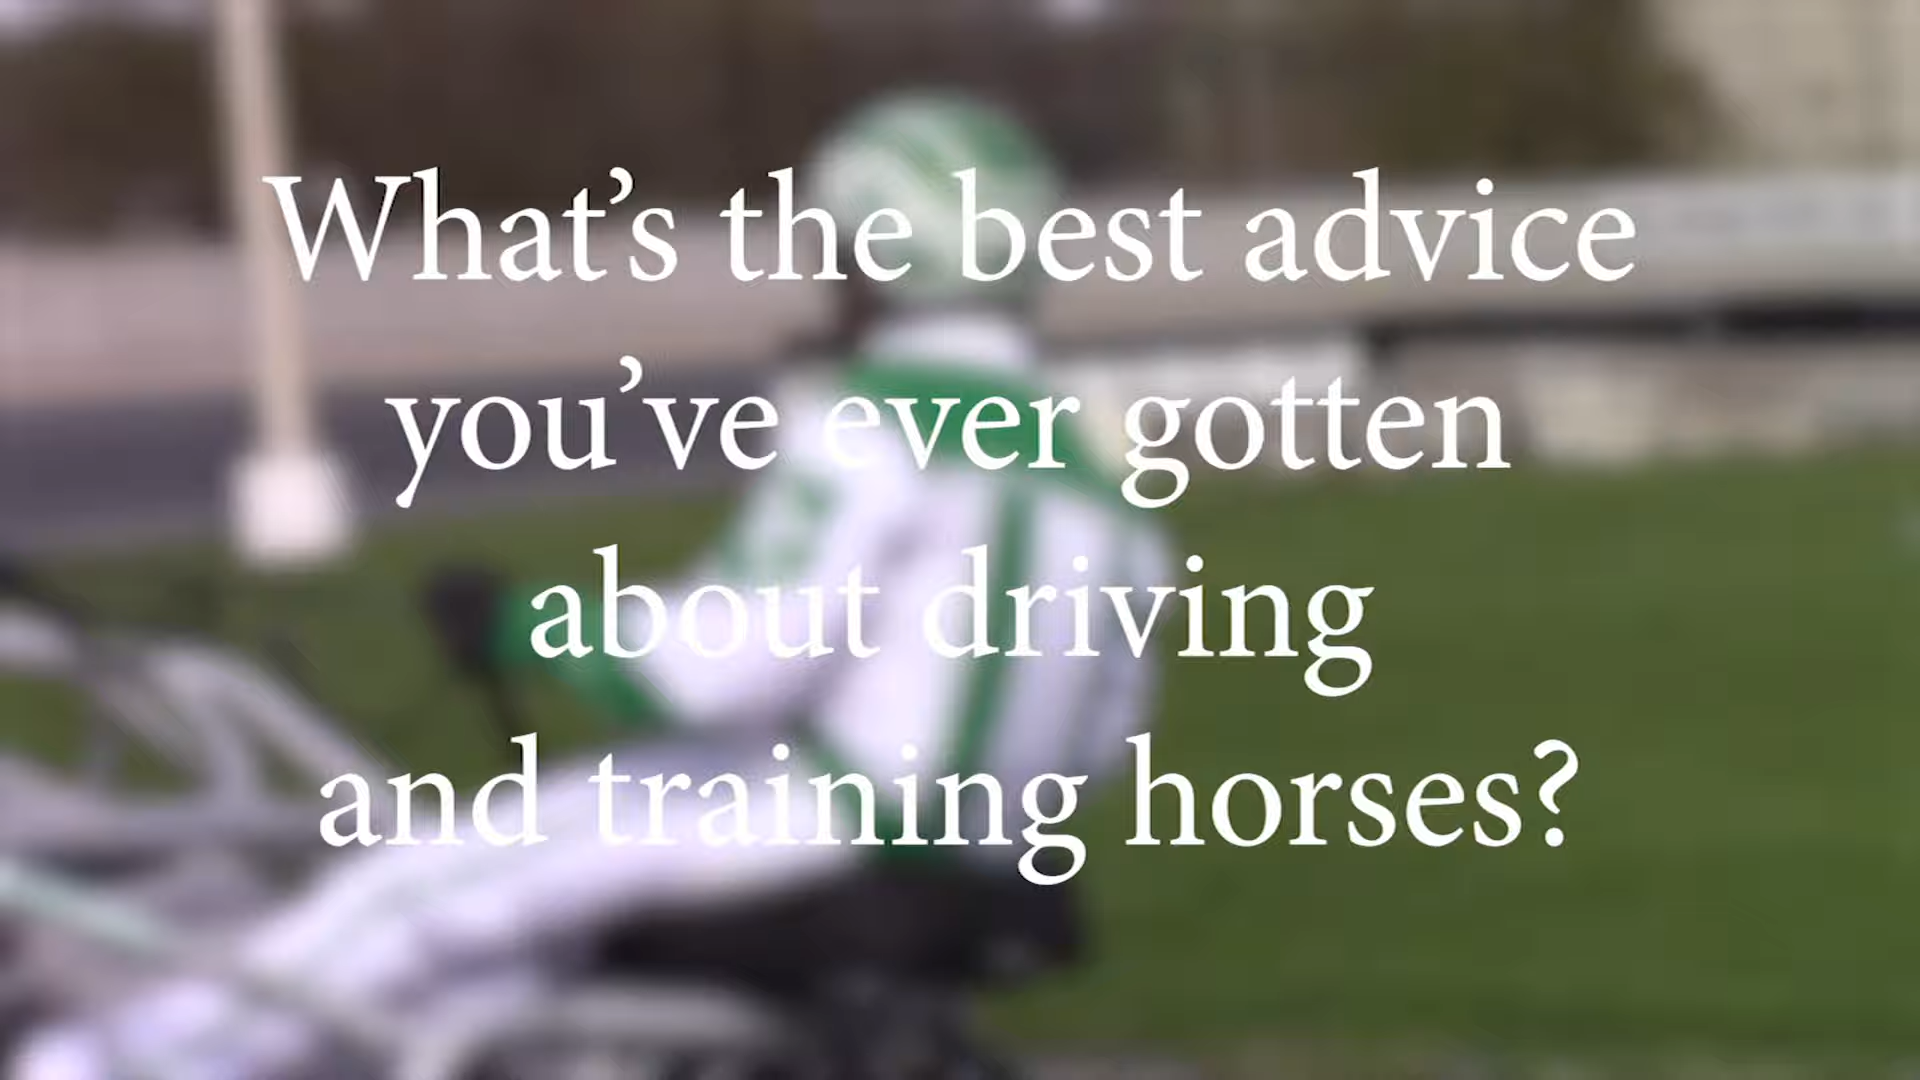 What’s the best advice
you’ve ever gotten
about driving
and training horses?